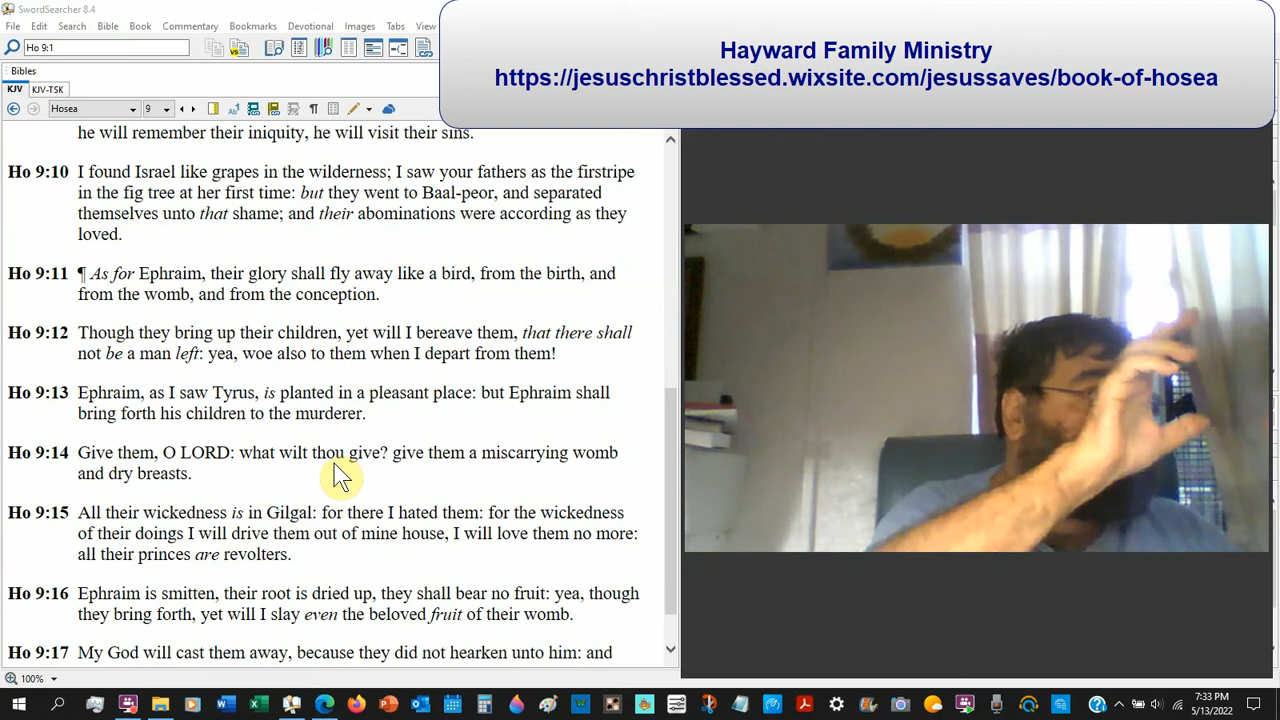 SwordSearcher 8.4
File Edit Search Bible Book Commentary Bookmarks Devotional Images Tabs View
Hayward Family Ministry
https://jesuschristblessed.wixsite.com/jesussaves/book-of-hosea
Ho 9:1
Bibles
KJV KJV-TSK
Hosea 9
he will remember their iniquity, he will visit their sins.
Ho 9:10 I found Israel like grapes in the wilderness; I saw your fathers as the firstripe
in the fig tree at her first time: but they went to Baal-peor, and separated
themselves unto that shame; and their abominations were according as they
loved.
Ho 9:11 ¶ As for Ephraim, their glory shall fly away like a bird, from the birth, and
from the womb, and from the conception.
Ho 9:12 Though they bring up their children, yet will I bereave them, that there shall
not be a man left: yea, woe also to them when I depart from them!
Ho 9:13 Ephraim, as I saw Tyrus, is planted in a pleasant place: but Ephraim shall
bring forth his children to the murderer.
Ho 9:14 Give them, O LORD: what wilt thou give? give them a miscarrying womb
and dry breasts.
Ho 9:15 All their wickedness is in Gilgal: for there I hated them: for the wickedness
of their doings I will drive them out of mine house, I will love them no more:
all their princes are revolters.
Ho 9:16 Ephraim is smitten, their root is dried up, they shall bear no fruit: yea, though
they bring forth, yet will I slay even the beloved fruit of their womb.
Ho 9:17 My God will cast them away, because they did not hearken unto him: and
100%
7:33 PM
5/13/2022